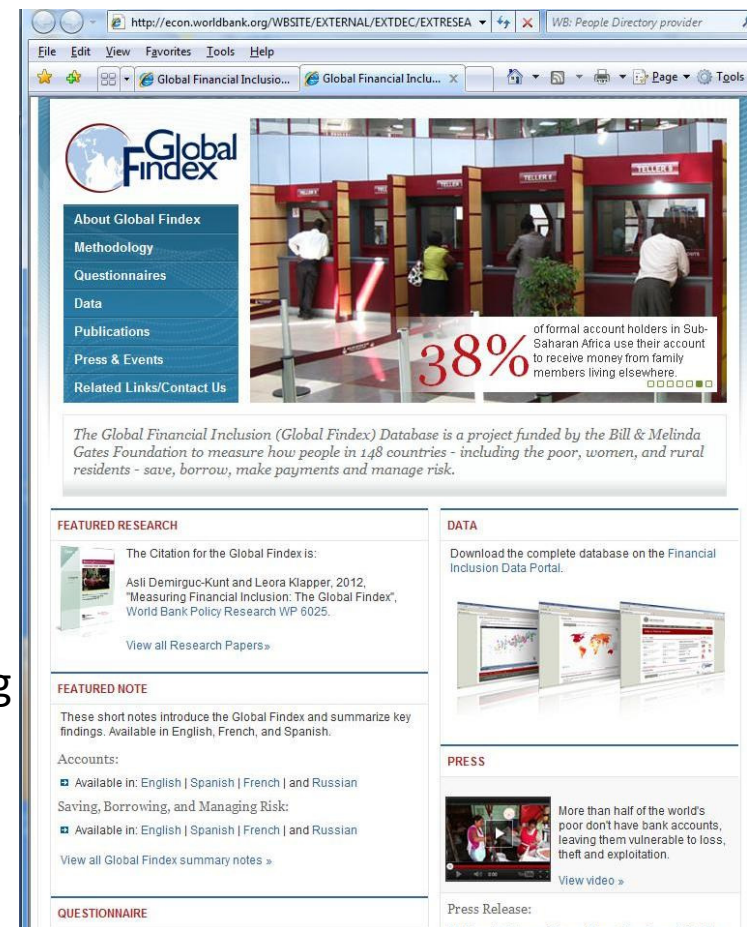 http://econ.worldbank.org/WBSITE/EXTERNAL/EXTDEC/EXTRESEA
WB: People Directory provider
File Edit View Favorites Tools Help
Global Financial Inclusio...
Global Financial Inclu...
Page
Tools
Global
Findex
About Global Findex
Methodology
Questionnaires
Data
Publications
Press & Events
Related Links/Contact Us
TELLER 8
38%
of formal account holders in Sub-
Saharan Africa use their account
to receive money from family
members living elsewhere.
The Global Financial Inclusion (Global Findex) Database is a project funded by the Bill & Melinda
Gates Foundation to measure how people in 148 countries - including the poor, women, and rural
residents - save, borrow, make payments and manage risk.
FEATURED RESEARCH
The Citation for the Global Findex is:
Asli Demirguc-Kunt and Leora Klapper, 2012,
"Measuring Financial Inclusion: The Global Findex",
World Bank Policy Research WP 6025.
View all Research Papers»
g
FEATURED NOTE
These short notes introduce the Global Findex and summarize key
findings. Available in English, French, and Spanish.
Accounts:
Available in: English | Spanish | French | and Russian
Saving, Borrowing, and Managing Risk:
Available in: English | Spanish | French | and Russian
View all Global Findex summary notes »
QUESTIONNAIRE
DATA
Download the complete database on the Financial
Inclusion Data Portal.
PRESS
More than half of the world's
poor don't have bank accounts,
leaving them vulnerable to loss,
theft and exploitation.
View video »
Press Release: